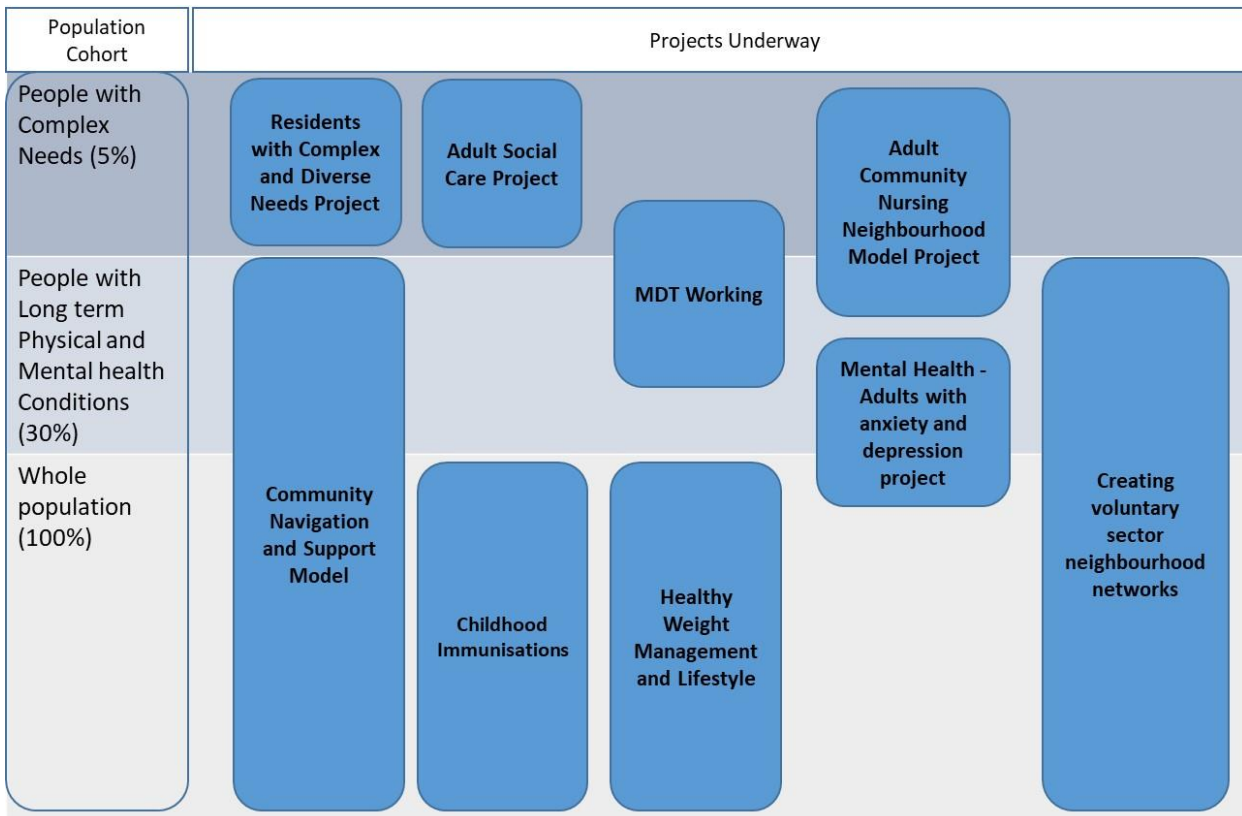 Population
Cohort
Projects Underway
People with
Complex
Needs (5%)
Residents
with Complex
and Diverse
Needs Project
Adult Social
Care Project
Adult
Community
Nursing
Neighbourhood
Model Project
MDT Working
People with
Long term
Physical and
Mental health
Conditions
(30%)
Mental Health -
Adults with
anxiety and
depression
project
Whole
population
(100%)
Community
Navigation
and Support
Model
Childhood
Immunisations
Healthy
Weight
Management
and Lifestyle
Creating
voluntary
sector
neighbourhood
networks